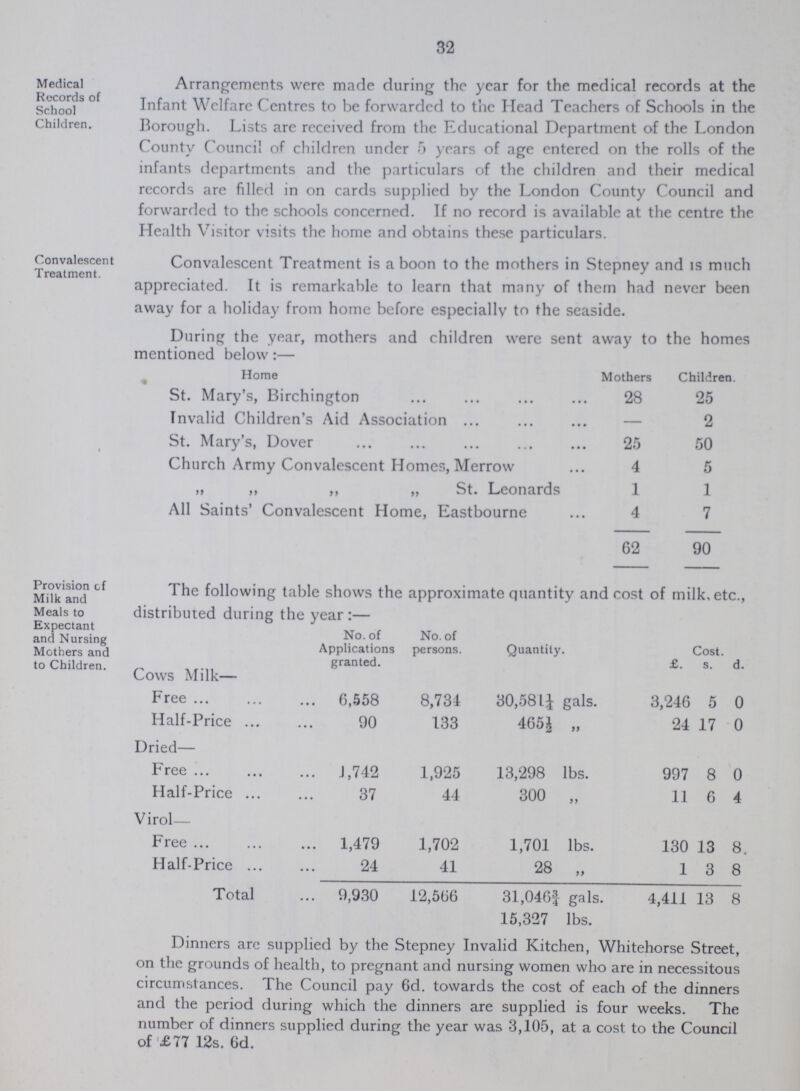 32
Medical
Records of
School
Children.
Arrangements were made during the year for the medical records at the
Infant Welfare Centres to be forwarded to the Head Teachers of Schools in the
Borough. Lists are received from the Educational Department of the London
County Council of children under 5 years of age entered on the rolls of the
infants departments and the particulars of the children and their medical
records are filled in on cards supplied by the London County Council and
forwarded to the schools concerned. If no record is available at the centre the
Health Visitor visits the home and obtains these particulars.
Convalescent
Treatment.
Convalescent Treatment is a boon to the mothers in Stepney and is much
appreciated. It is remarkable to learn that many of them had never been
away for a holiday from home before especially to the seaside.
During the year, mothers and children were sent away to the homes
mentioned below:—
Home Mothers Children.
St. Mary's, Birchington ... ... ... ... 28 25
Invalid Children's Aid Association ... ... ... — 2
St. Mary's, Dover ... ... ... ... ... 25 50
Church Army Convalescent Homes, Merrow ... 4 5
„ „ „ „ St. Leonards 1 1
All Saints' Convalescent Home, Eastbourne ... 4 7
62 90
Provision of
Milk and
Meals to
Expectant
and Nursing
Mothers and
to Children.
The following table shows the approximate quantity and cost of milk, etc.,
distributed during the year:—
No. of Applications granted. No. of persons. Quantity. Cost. £. s. d.
Cows Milk—
Free ... ... ... 6,558 8,734 30,581¼ gals. 3,246 5 0
Half-Price ... ... 90 133 465½ „ 24 17 0
Dried—
Free ... ... ... 1,742 1,925 13,298 lbs. 997 8 0
Half-Price ... ... 37 44 300 „ 11 6 4
Virol—
Free ... ... ... 1,479 1,702 1,701 lbs. 130 13 8.
Half-Price ... ... 24 41 28 „ 1 3 8
Total ... 9,930 12,566 31,046¾ gals. 4,411 13 8
15,327 lbs.
Dinners are supplied by the Stepney Invalid Kitchen, Whitehorse Street,
on the grounds of health, to pregnant and nursing women who are in necessitous
circumstances. The Council pay 6d. towards the cost of each of the dinners
and the period during which the dinners are supplied is four weeks. The
number of dinners supplied during the year was 3,105, at a cost to the Council
of £77 12s. 6d.